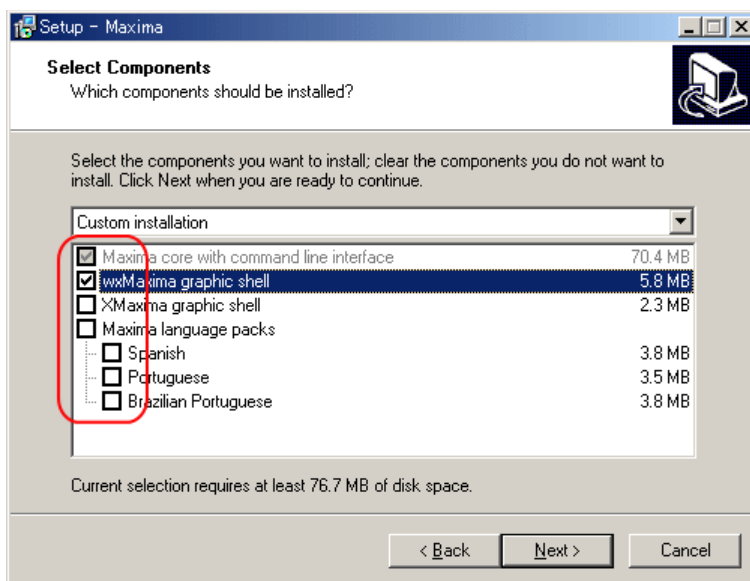 Setup - Maxima
Select Components
Which components should be installed?
Select the components you want to install; clear the components you do not want to
install. Click Next when you are ready to continue.
Custom installation
Maxima core with command line interface 70.4 MB
wxMaxima graphic shell 5.8 MB
XMaxima graphic shell 2.3 MB
Maxima language packs
Spanish 3.8 MB
Portuguese 3.5 MB
Brazilian Portuguese 3.8 MB
Current selection requires at least 76.7 MB of disk space.
< Back Next > Cancel